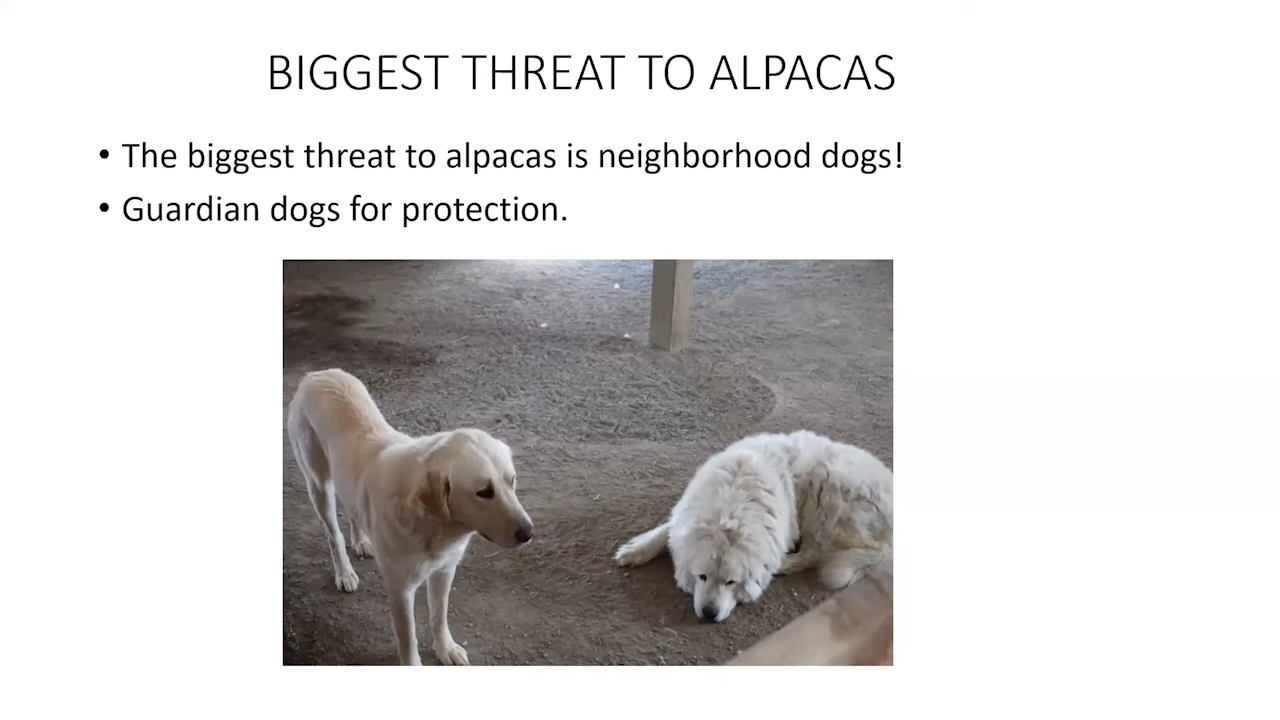 BIGGEST THREAT TO ALPACAS
• The biggest threat to alpacas is neighborhood dogs!
• Guardian dogs for protection.